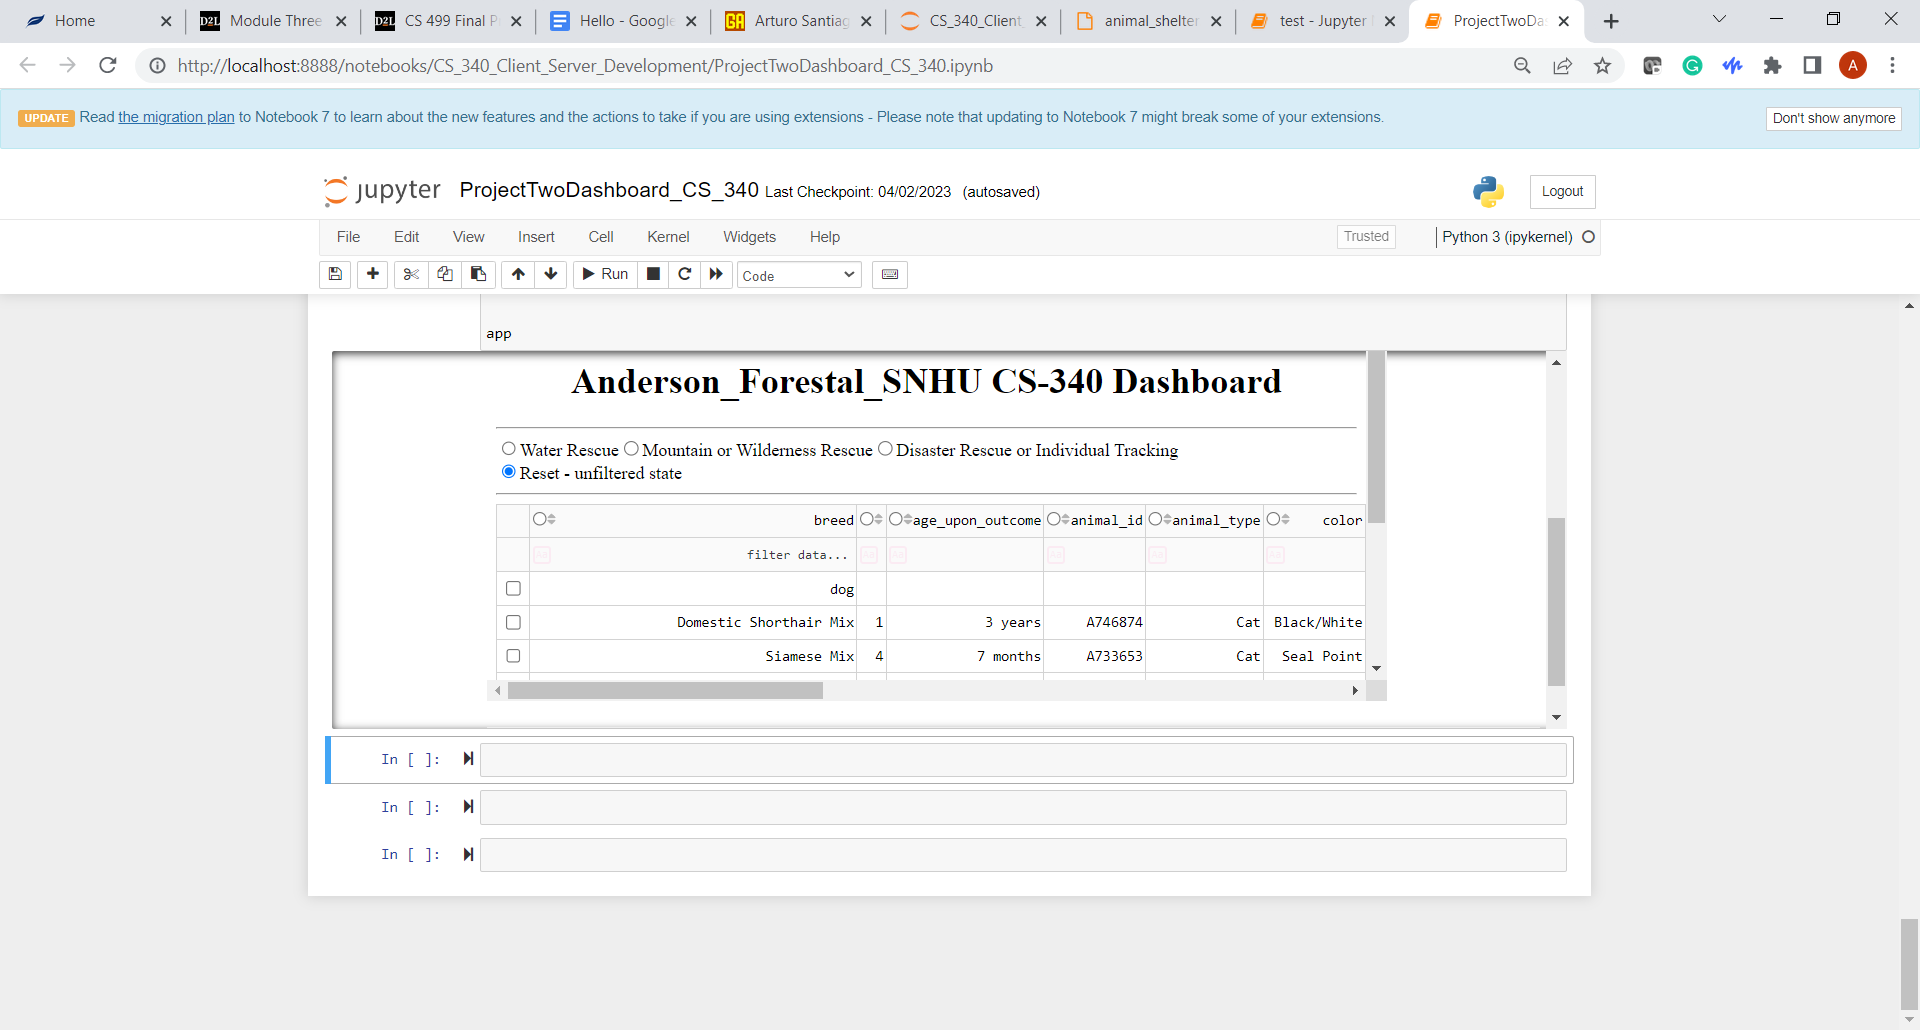 Home
Module Three
CS 499 Final P
Hello - Google
Arturo Santiag
CS_340_Client_
animal_shelter
test - Jupyter
ProjectTwoDas
http://localhost:8888/notebooks/CS_340_Client_Server_Development/ProjectTwoDashboard_CS_340.ipynb
A
UPDATE Read the migration plan to Notebook 7 to learn about the new features and the actions to take if you are using extensions - Please note that updating to Notebook 7 might break some of your extensions.
Don't show anymore
jupyter ProjectTwoDashboard_CS_340 Last Checkpoint: 04/02/2023 (autosaved)
Logout
File Edit View Insert Cell Kernel Widgets Help
Trusted
Python 3 (ipykernel)
Run
Code
app
Anderson_Forestal_SNHU CS-340 Dashboard
Water Rescue Mountain or Wilderness Rescue Disaster Rescue or Individual Tracking
Reset - unfiltered state
breed age_upon_outcome animal_id animal_type color
filter data...
dog
Domestic Shorthair Mix 1 3 years A746874 Cat Black/White
Siamese Mix 4 7 months A733653 Cat Seal Point
In [ ]:
In [ ]:
In [ ]: